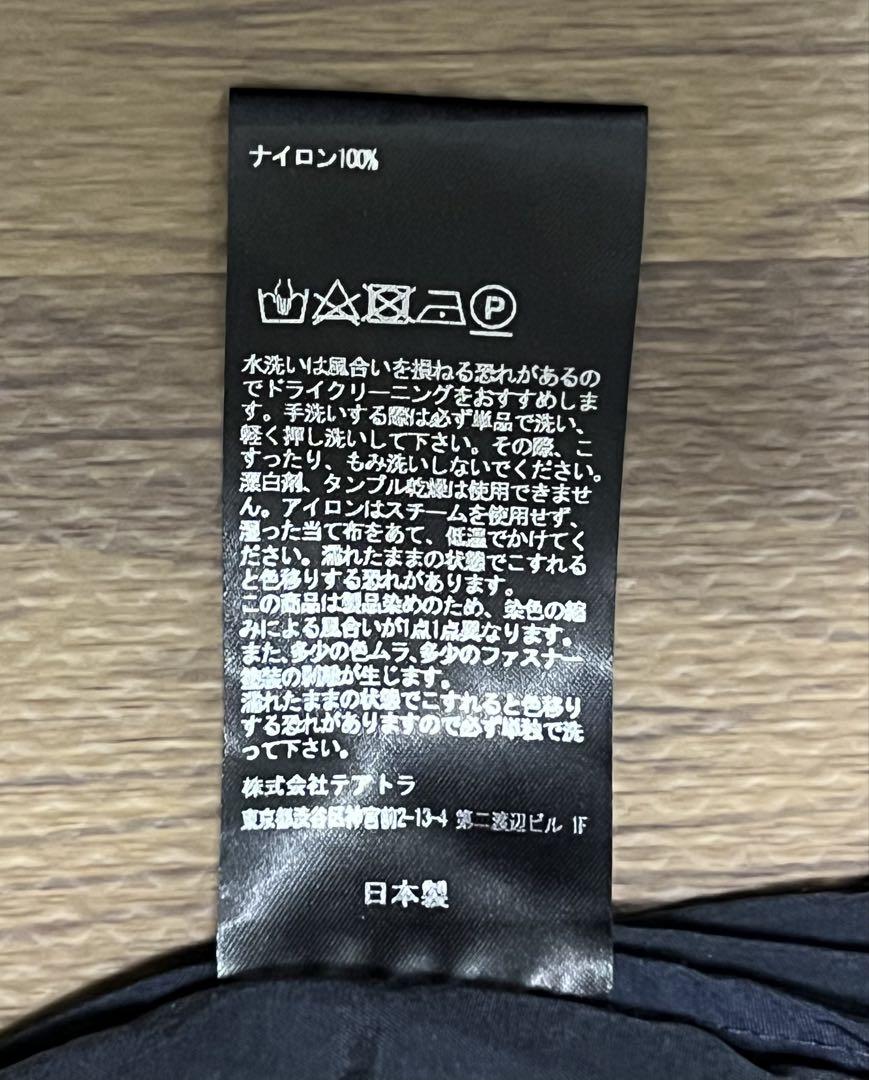 ナイロン100%
P
水洗いは風合いを損ねる恐れがあるの
でドライクリーニングをおすすめしま
す。手洗いする際は必ず単品で洗い、
軽く押し洗いして下さい。その際、こ
すったり、もみ洗いしないでください。
漂白剤、タンブル乾燥は使用できませ
ん。アイロンはスチームを使用せず、
湿った当て布をあて、低温でかけてく
ださい。濡れたままの状態でこすれる
と色移りする恐れがあります。
この商品は製品染めのため、染色の縮
みによる風合いが1点1点異なります。
また、多少の色ムラ、多少のファスナー
塗装の剥離が生じます。
濡れたままの状態でこすれると色移り
する恐れがありますので必ず単独で洗
って下さい。
株式会社テアトラ
東京都渋谷区神宮前2-13-4 第二渡辺ビル 1F
日本製